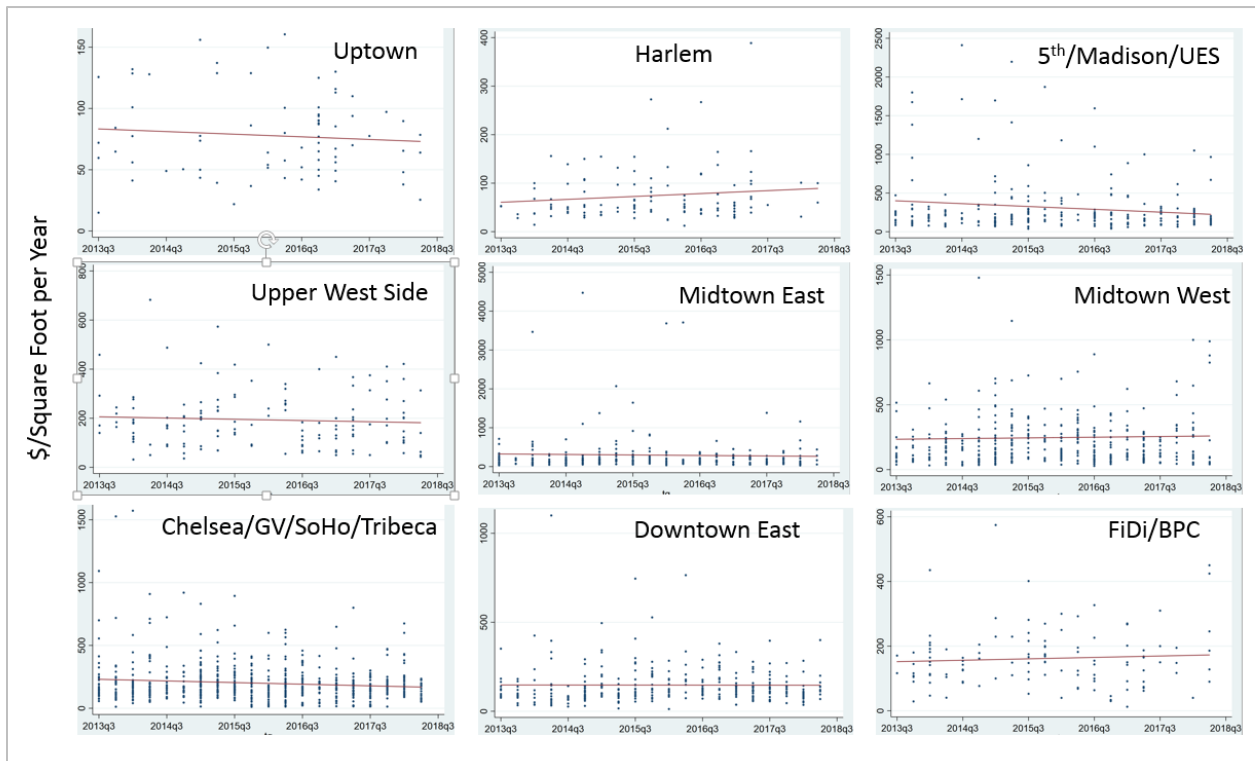 $/Square Foot per Year
Uptown
150
100
50
0
2013q3 2014q3 2015q3 2016q3 2017q3 2018q3
Harlem
400
300
200
100
0
2013q3 2014q3 2015q3 2016q3 2017q3 2018q3
5th/Madison/UES
2500
2000
1500
1000
500
0
2013q3 2014q3 2015q3 2016q3 2017q3 2018q3
Upper West Side
800
600
400
200
0
2013q3 2014q3 2015q3 2016q3 2017q3 2018q3
Midtown East
5000
4000
3000
2000
1000
0
2013q3 2014q3 2015q3 2016q3 2017q3 2018q3
Midtown West
1500
1000
500
0
2013q3 2014q3 2015q3 2016q3 2017q3 2018q3
Chelsea/GV/SoHo/Tribeca
1500
1000
500
0
2013q3 2014q3 2015q3 2016q3 2017q3 2018q3
Downtown East
1000
500
0
2013q3 2014q3 2015q3 2016q3 2017q3 2018q3
FiDi/BPC
600
400
200
0
2013q3 2014q3 2015q3 2016q3 2017q3 2018q3